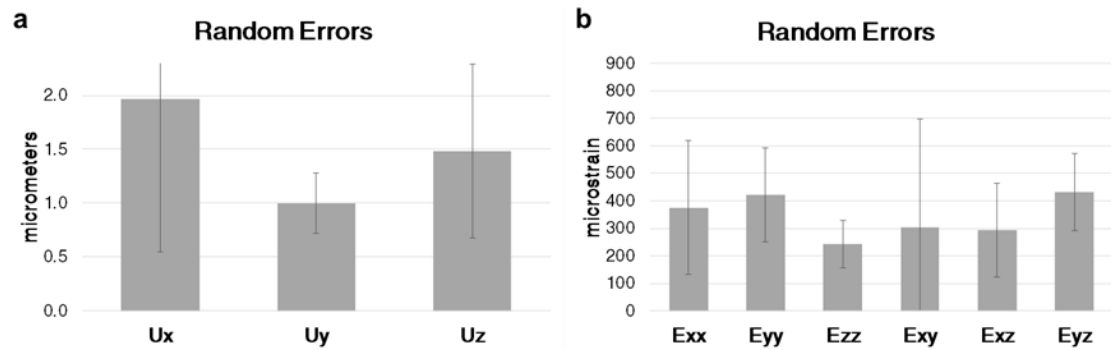 a
Random Errors
micrometers
2.0
1.5
1.0
0.5
0.0
Ux Uy Uz
b
Random Errors
microstrain
900
800
700
600
500
400
300
200
100
0
Exx Eyy Ezz Exy Exz Eyz